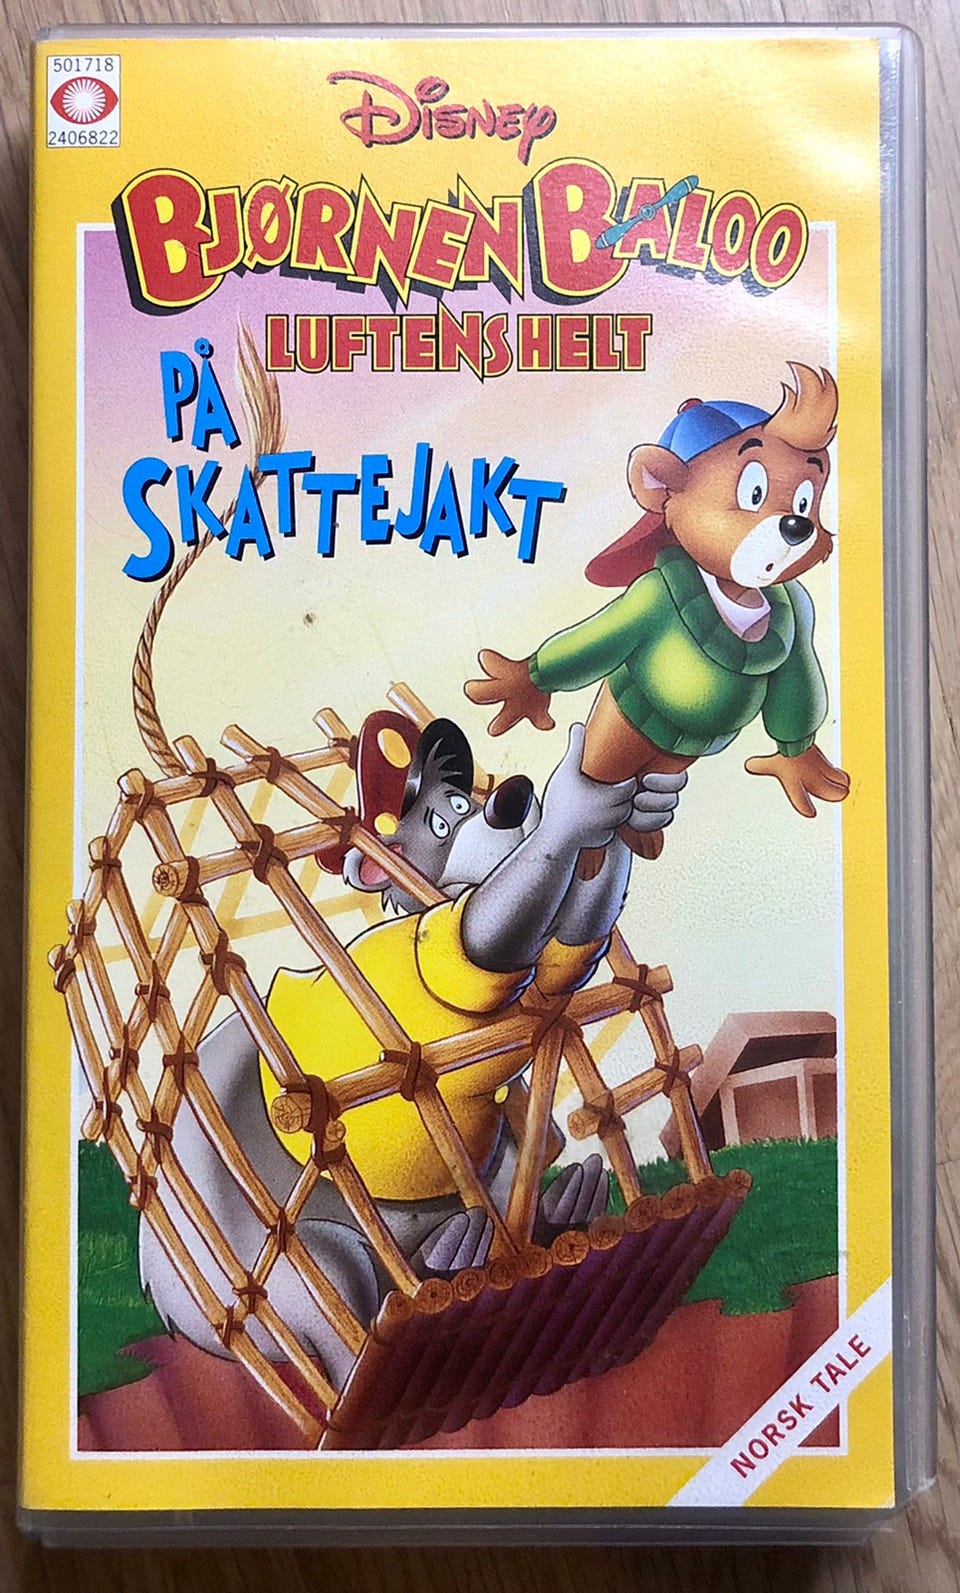 501718
2406822
Disney
BJØRNEN BALOO
LUFTENS HELT
PÅ
SKATTEJAKT
NORSK TALE